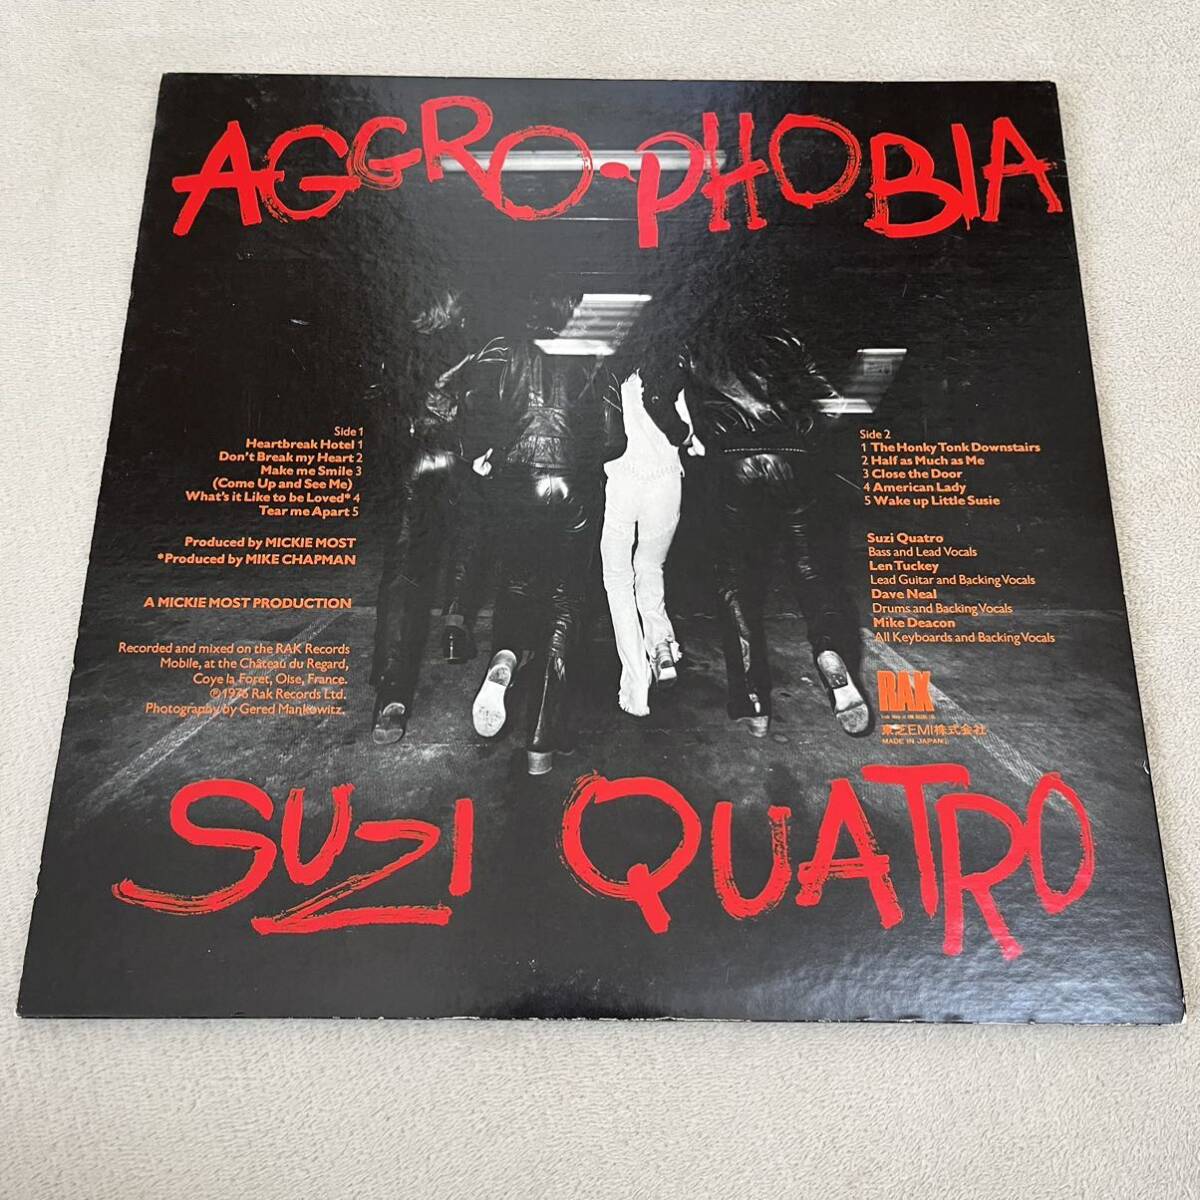 AGGRO-PHOBIA
Side 1
Heartbreak Hotel 1
Don't Break my Heart 2
Make me Smile 3
(Come Up and See Me)
What's it Like to be Loved* 4
Tear me Apart 5
Produced by MICKIE MOST
*Produced by MIKE CHAPMAN
A MICKIE MOST PRODUCTION
Recorded and mixed on the RAK Records
Mobile, at the Château du Regard,
Coye la Foret, Oise, France.
℗1976 Rak Records Ltd.
Photography by Gered Mankowitz.
Side 2
1 The Honky Tonk Downstairs
2 Half as Much as Me
3 Close the Door
4 American Lady
5 Wake up Little Susie
Suzi Quatro
Bass and Lead Vocals
Len Tuckey
Lead Guitar and Backing Vocals
Dave Neal
Drums and Backing Vocals
Mike Deacon
All Keyboards and Backing Vocals
RAK
東芝EMI株式会社
MADE IN JAPAN
SUZI QUATRO